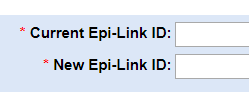 * Current Epi-Link ID:
* New Epi-Link ID: